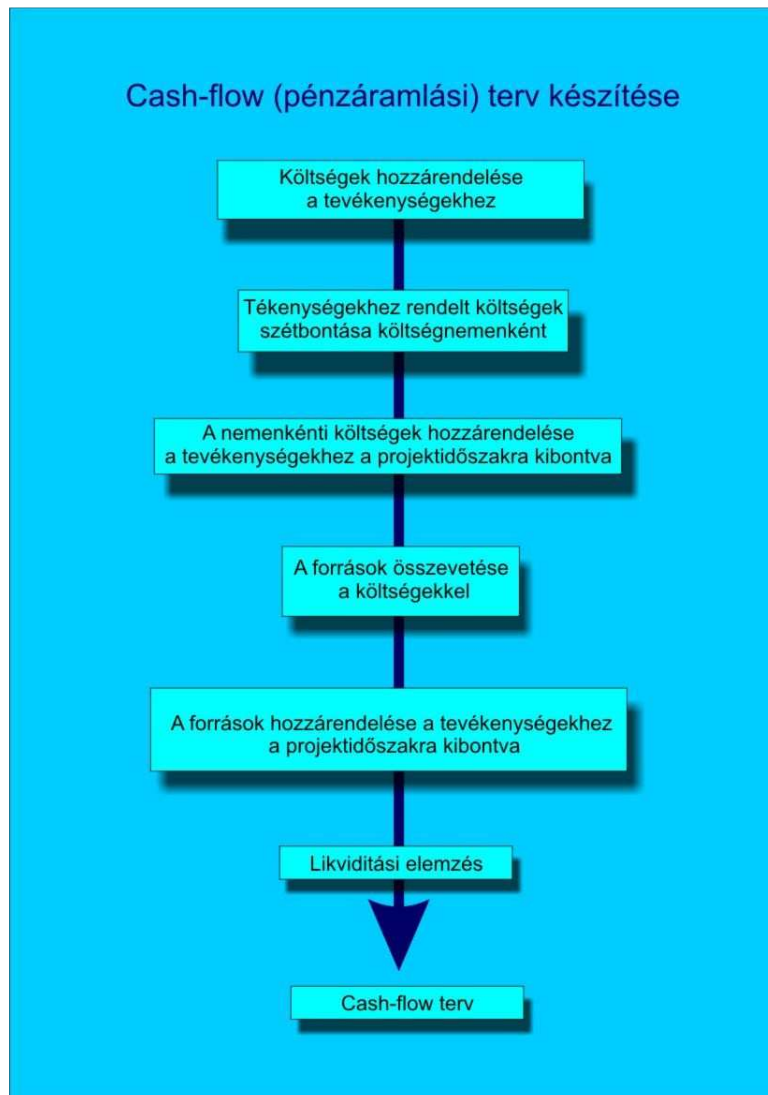 Cash-flow (pénzáramlási) terv készítése
Költségek hozzárendelése
a tevékenységekhez
Tékenységekhez rendelt költségek
szétbontása költségnemenként
A nemenkénti költségek hozzárendelése
a tevékenységekhez a projektidőszakra kibontva
A források összevetése
a költségekkel
A források hozzárendelése a tevékenységekhez
a projektidőszakra kibontva
Likviditási elemzés
Cash-flow terv